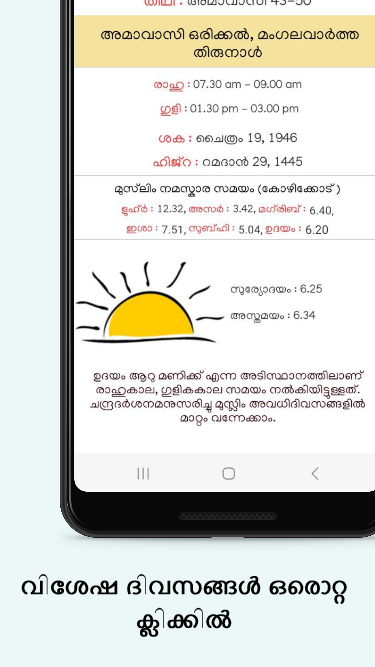 തിഥി : അമാവാസി 43-50
അമാവാസി ഒരിക്കൽ, മംഗലവാർത്ത
തിരുനാൾ
രാഹു : 07.30 am - 09.00 am
ഗുളി : 01.30 pm - 03.00 pm
ശക : ചൈത്രം 19, 1946
ഹിജ്റ : റമദാൻ 29, 1445
മുസ്‌ലിം നമസ്കാര സമയം (കോഴിക്കോട് )
ളുഹ്ർ : 12.32, അസർ : 3.42, മഗ്‌രിബ് : 6.40,
ഇശാ : 7.51, സുബ്ഹി : 5.04, ഉദയം : 6.20
സൂര്യോദയം : 6.25
അസ്തമയം : 6.34
ഉദയം ആറു മണിക്ക് എന്ന അടിസ്ഥാനത്തിലാണ്
രാഹുകാല, ഗുളികകാല സമയം നൽകിയിട്ടുള്ളത്.
ചന്ദ്രദർശനമനുസരിച്ച് മുസ്ലിം അവധിദിവസങ്ങളിൽ
മാറ്റം വന്നേക്കാം.
വിശേഷ ദിവസങ്ങൾ ഒരൊറ്റ
ക്ലിക്കിൽ